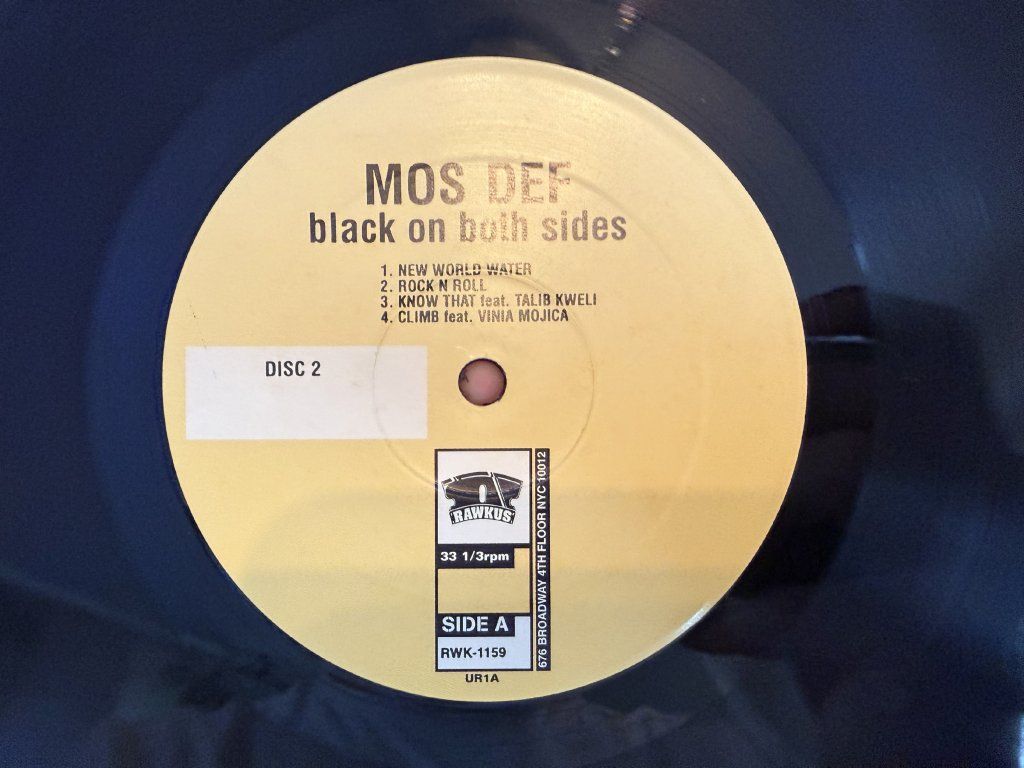 MOS DEF
black on both sides
1. NEW WORLD WATER
2. ROCK N ROLL
3. KNOW THAT feat. TALIB KWELI
4. CLIMB feat. VINIA MOJICA
DISC 2
RAWKUS
33 1/3rpm
SIDE A
RWK-1159
UR1A
676 BROADWAY 4TH FLOOR NYC 10012